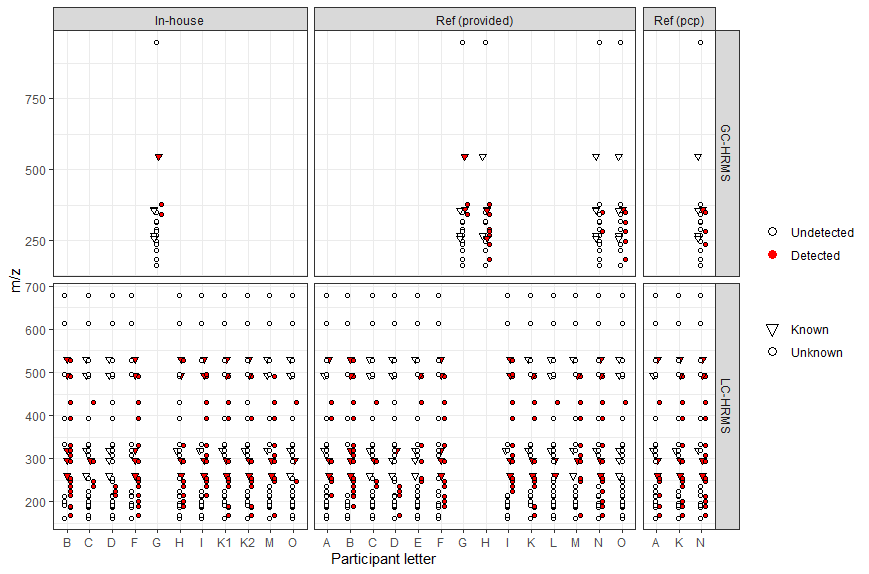 In-house Ref (provided) Ref (pcp)
750
500
250
GC-HRMS
m/z
700
600
500
400
300
200
LC-HRMS
B C D F G H I K1 K2 M O A B C D E F G H I K L M N O A K N
Participant letter
Undetected
Detected
Known
Unknown